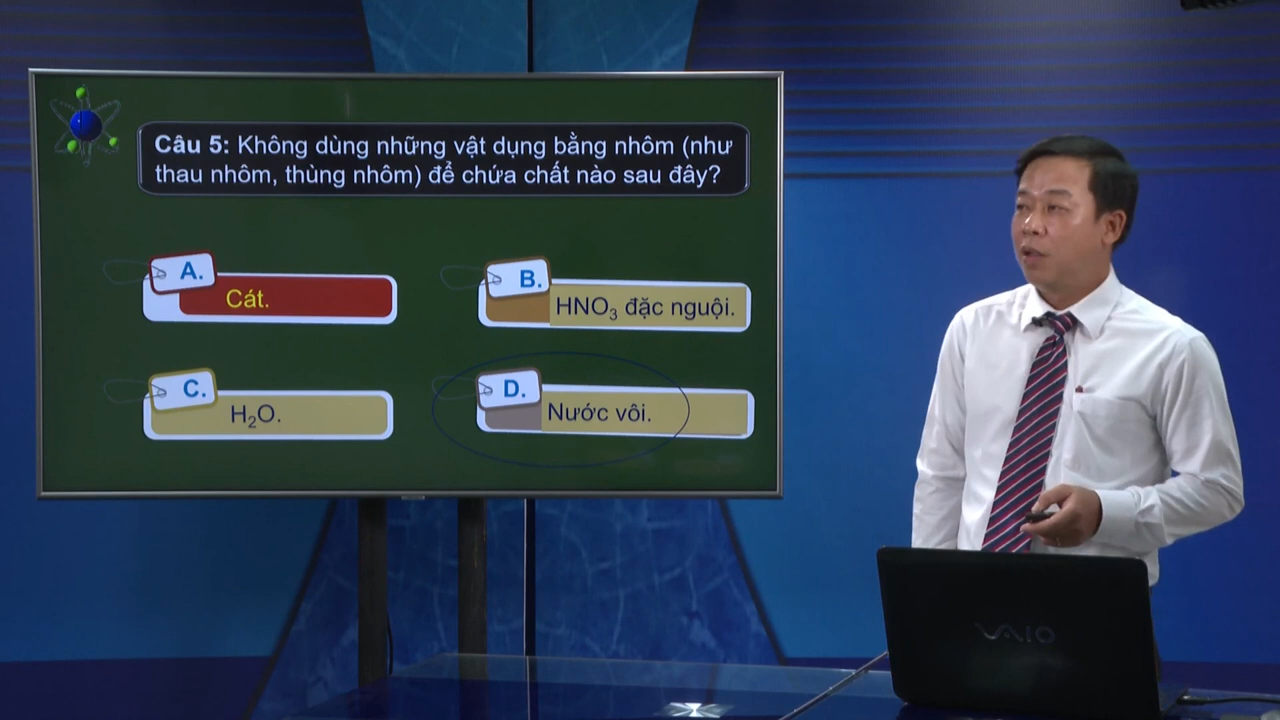 Câu 5: Không dùng những vật dụng bằng nhôm (như
thau nhôm, thùng nhôm) để chứa chất nào sau đây?
A.
Cát.
B.
HNO₃ đặc nguội.
C.
H₂O.
D.
Nước vôi.
VAIO